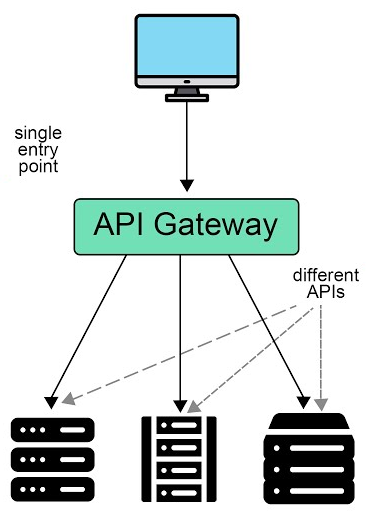 single
entry
point
API Gateway
different
APIs